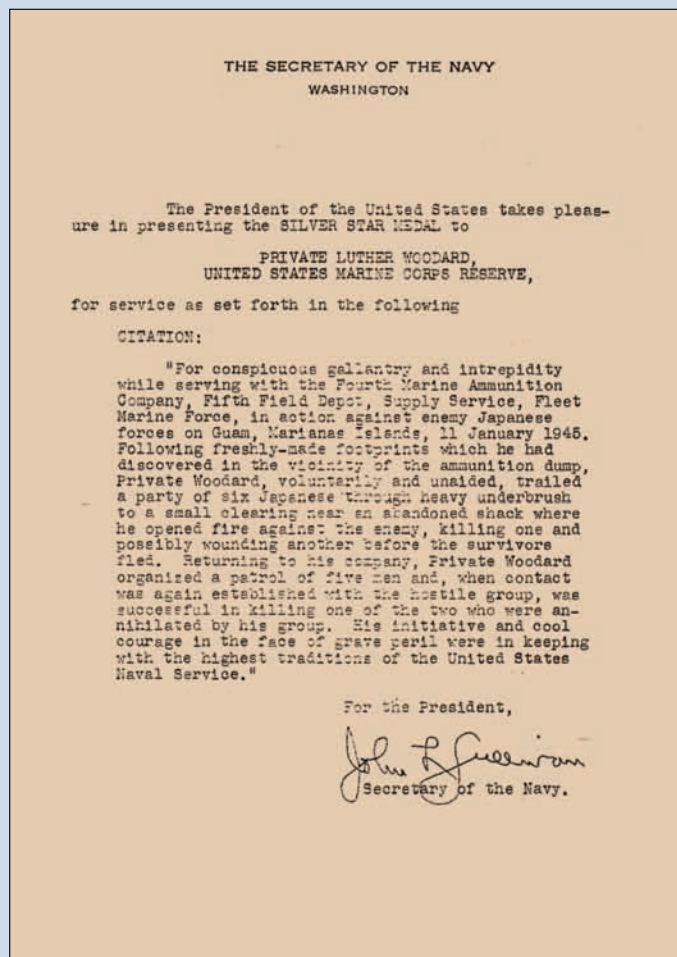 THE SECRETARY OF THE NAVY
WASHINGTON
The President of the United States takes pleas-
ure in presenting the SILVER STAR MEDAL to
PRIVATE LUTHER WOODARD,
UNITED STATES MARINE CORPS RESERVE,
for service as set forth in the following
CITATION:
"For conspicuous gallantry and intrepidity
while serving with the Fourth Marine Ammunition
Company, Fifth Field Depot, Supply Service, Fleet
Marine Force, in action against enemy Japanese
forces on Guam, Marianas Islands, 11 January 1945.
Following freshly-made footprints which he had
discovered in the vicinity of the ammunition dump,
Private Woodard, voluntarily and unaided, trailed
a party of six Japanese through heavy underbrush
to a small clearing near an abandoned shack where
he opened fire against the enemy, killing one and
possibly wounding another before the survivors
fled. Returning to his company, Private Woodard
organized a patrol of five men and, when contact
was again established with the hostile group, was
successful in killing one of the two who were an-
nihilated by his group. His initiative and cool
courage in the face of grave peril were in keeping
with the highest traditions of the United States
Naval Service."
For the President,
John L Sullivan
Secretary of the Navy.